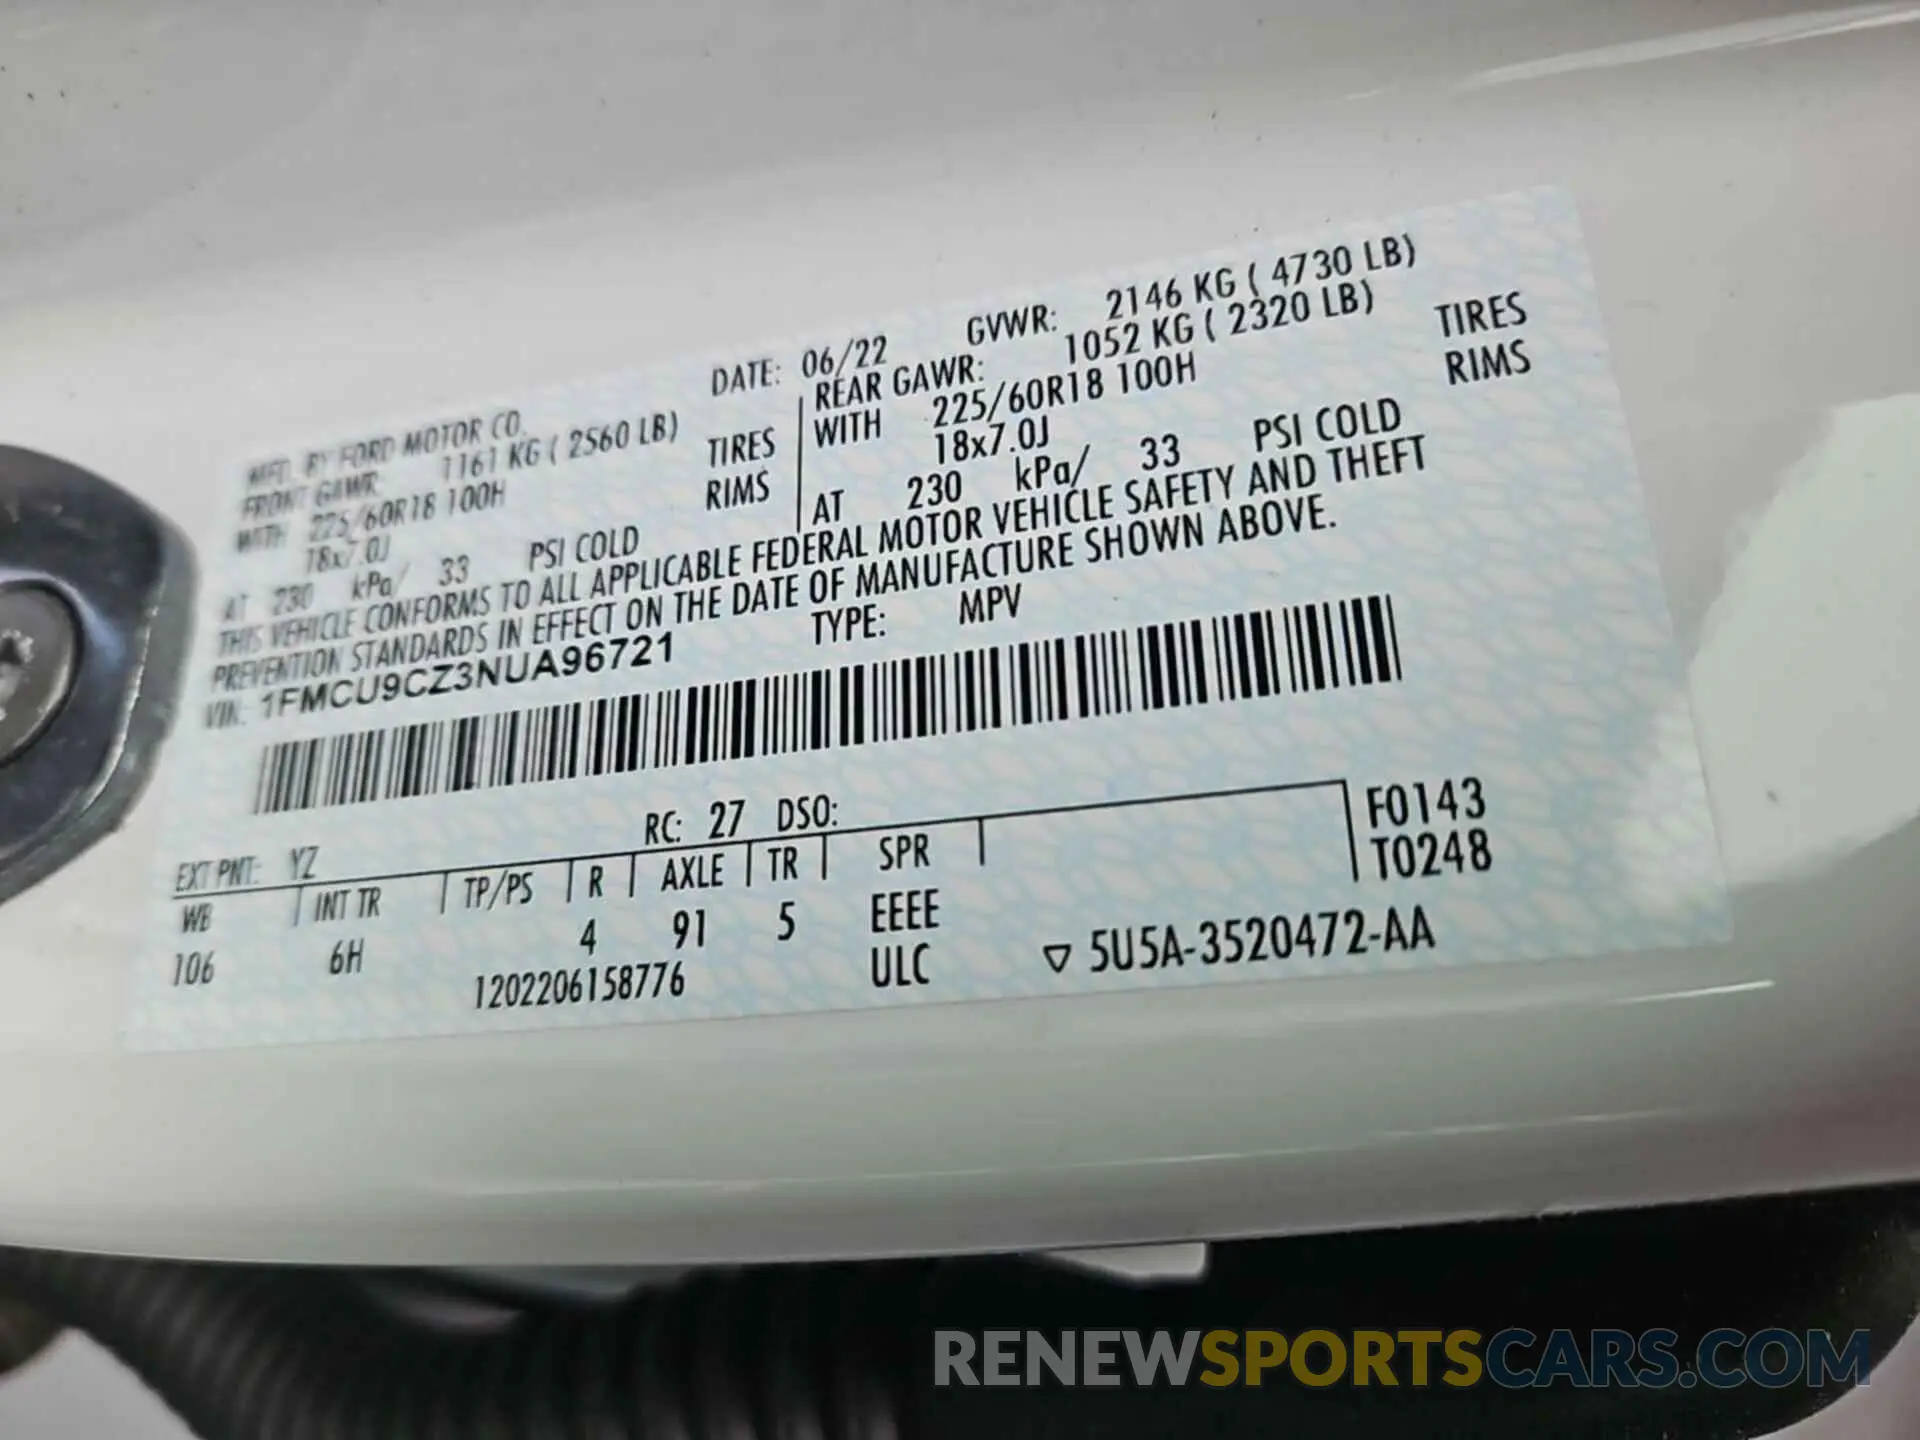 MFD. BY FORD MOTOR CO. DATE: 06/22 GVWR: 2146 KG ( 4730 LB)
FRONT GAWR: 1161 KG ( 2560 LB) REAR GAWR: 1052 KG ( 2320 LB)
WITH 225/60R18 100H TIRES WITH 225/60R18 100H TIRES
18x7.0J RIMS 18x7.0J RIMS
AT 230 kPa/ 33 PSI COLD AT 230 kPa/ 33 PSI COLD
THIS VEHICLE CONFORMS TO ALL APPLICABLE FEDERAL MOTOR VEHICLE SAFETY AND THEFT
PREVENTION STANDARDS IN EFFECT ON THE DATE OF MANUFACTURE SHOWN ABOVE.
VIN: 1FMCU9CZ3NUA96721 TYPE: MPV
EXT PNT: YZ RC: 27 DSO: F0143
WB INT TR TP/PS R AXLE TR SPR T0248
106 6H 4 91 5 EEEE
1202206158776 ULC ▽ 5U5A-3520472-AA
RENEWSPORTSCARS.COM